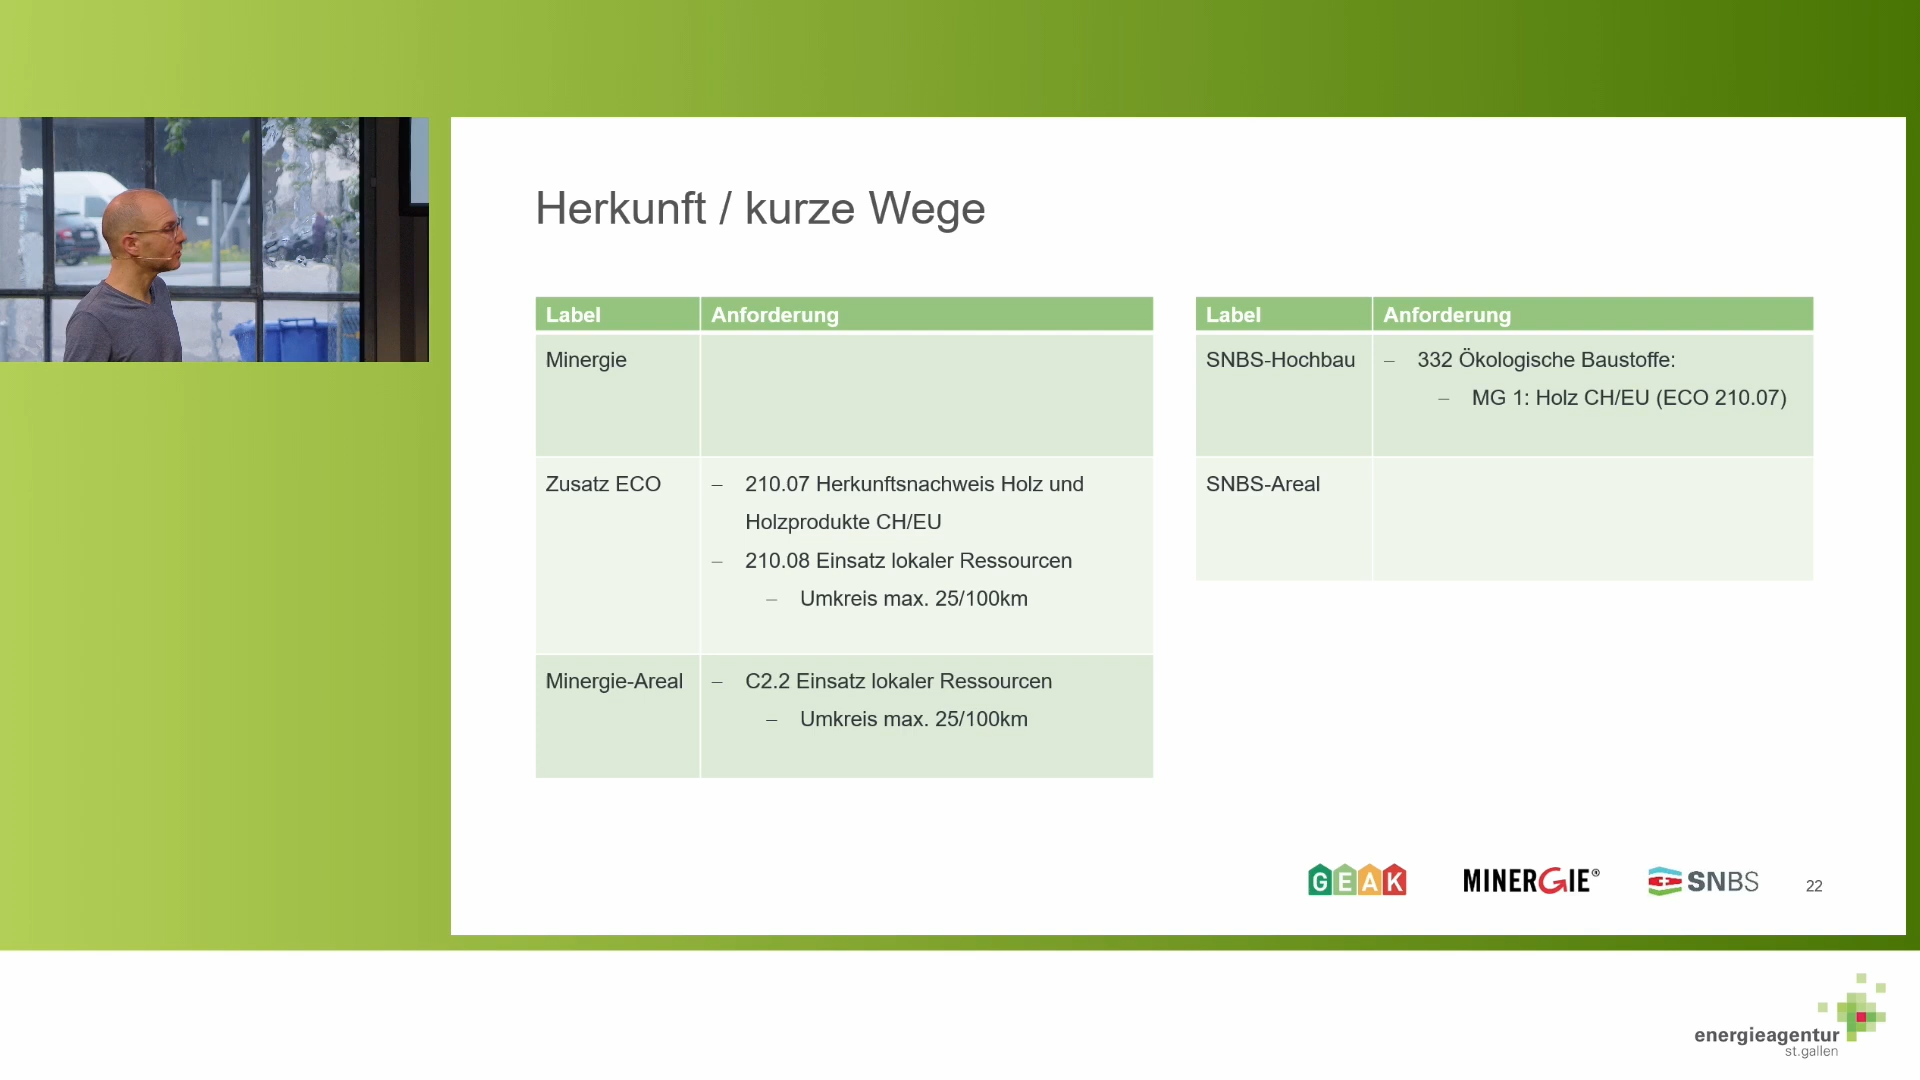 Herkunft / kurze Wege
Label Anforderung
Minergie
Zusatz ECO
– 210.07 Herkunftsnachweis Holz und
Holzprodukte CH/EU
– 210.08 Einsatz lokaler Ressourcen
– Umkreis max. 25/100km
Minergie-Areal
– C2.2 Einsatz lokaler Ressourcen
– Umkreis max. 25/100km
Label Anforderung
SNBS-Hochbau
– 332 Ökologische Baustoffe:
– MG 1: Holz CH/EU (ECO 210.07)
SNBS-Areal
GEAK
MINERGIE®
SNBS
22
energieagentur
st.gallen